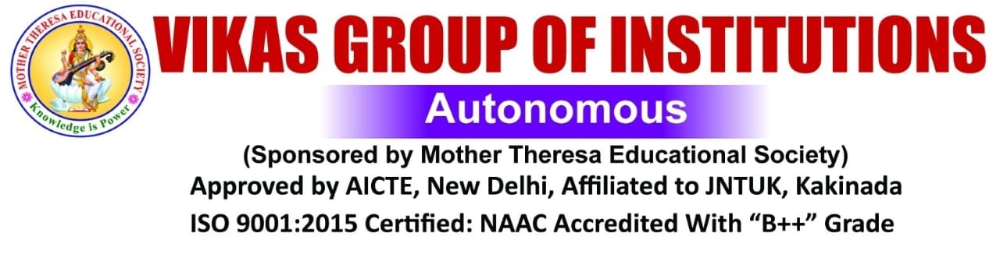 MOTHER THERESA EDUCATIONAL SOCIETY
Knowledge is Power
VIKAS GROUP OF INSTITUTIONS
Autonomous
(Sponsored by Mother Theresa Educational Society)
Approved by AICTE, New Delhi, Affiliated to JNTUK, Kakinada
ISO 9001:2015 Certified: NAAC Accredited With “B++” Grade